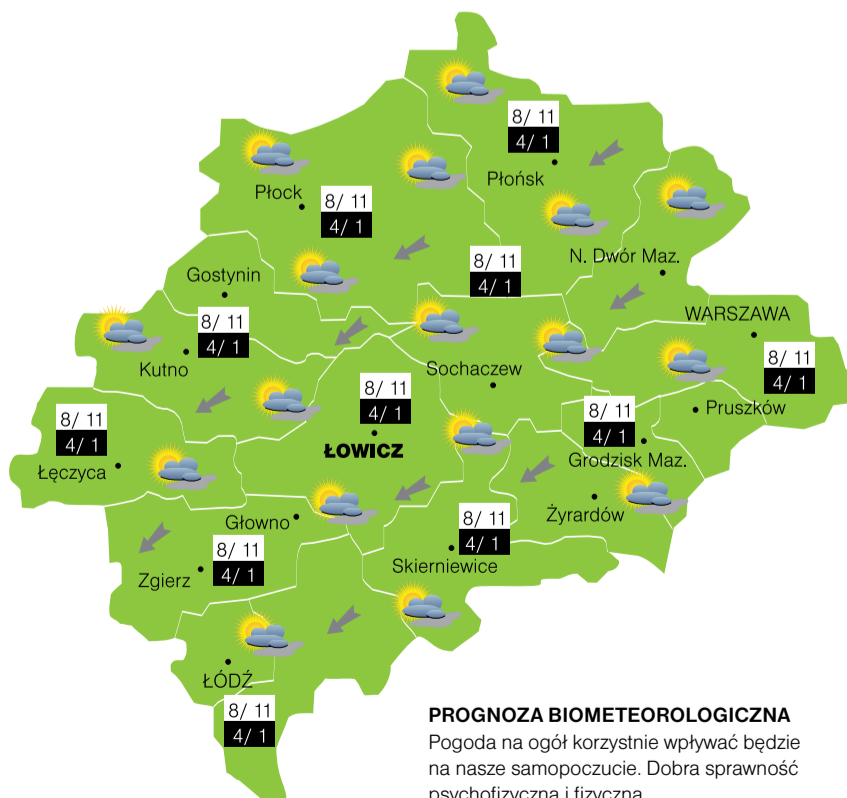 8/ 11
4/ 1
Płońsk
Płock
8/ 11
4/ 1
N. Dwór Maz.
8/ 11
4/ 1
Gostynin
WARSZAWA
8/ 11
4/ 1
Kutno
8/ 11
4/ 1
Sochaczew
8/ 11
4/ 1
ŁOWICZ
8/ 11
4/ 1
Pruszków
8/ 11
4/ 1
Łęczyca
Grodzisk Maz.
Żyrardów
Głowno
8/ 11
4/ 1
Skierniewice
8/ 11
4/ 1
Zgierz
ŁÓDŹ
8/ 11
4/ 1
PROGNOZA BIOMETEOROLOGICZNA
Pogoda na ogół korzystnie wpływać będzie
na nasze samopoczucie. Dobra sprawność
psychofizyczna i fizyczna